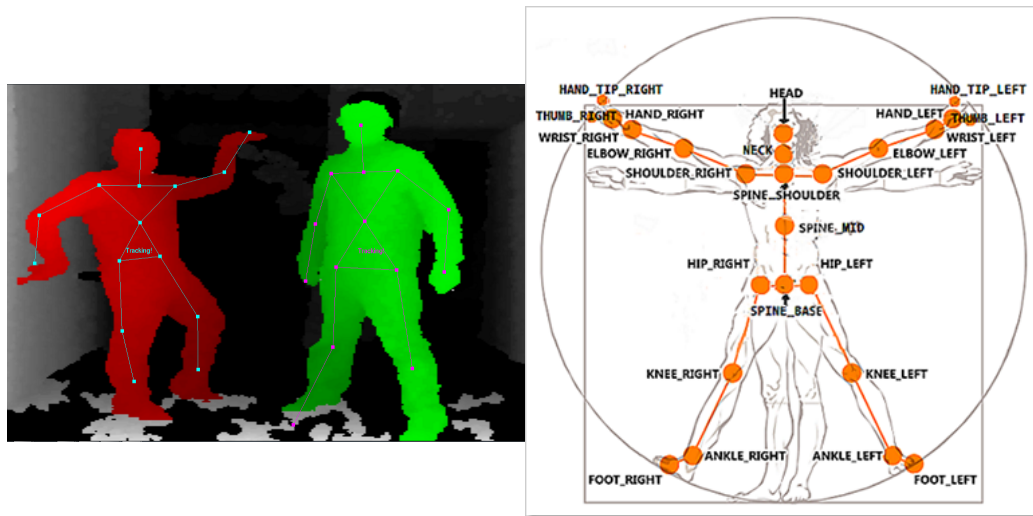 Tracking!
Tracking!
HAND_TIP_RIGHT
HAND_TIP_LEFT
HEAD
THUMB_RIGHT
HAND_RIGHT
HAND_LEFT
THUMB_LEFT
WRIST_RIGHT
WRIST_LEFT
NECK
ELBOW_RIGHT
ELBOW_LEFT
SHOULDER_RIGHT
SHOULDER_LEFT
SPINE_SHOULDER
SPINE_MID
HIP_RIGHT
HIP_LEFT
SPINE_BASE
KNEE_RIGHT
KNEE_LEFT
ANKLE_RIGHT
ANKLE_LEFT
FOOT_RIGHT
FOOT_LEFT